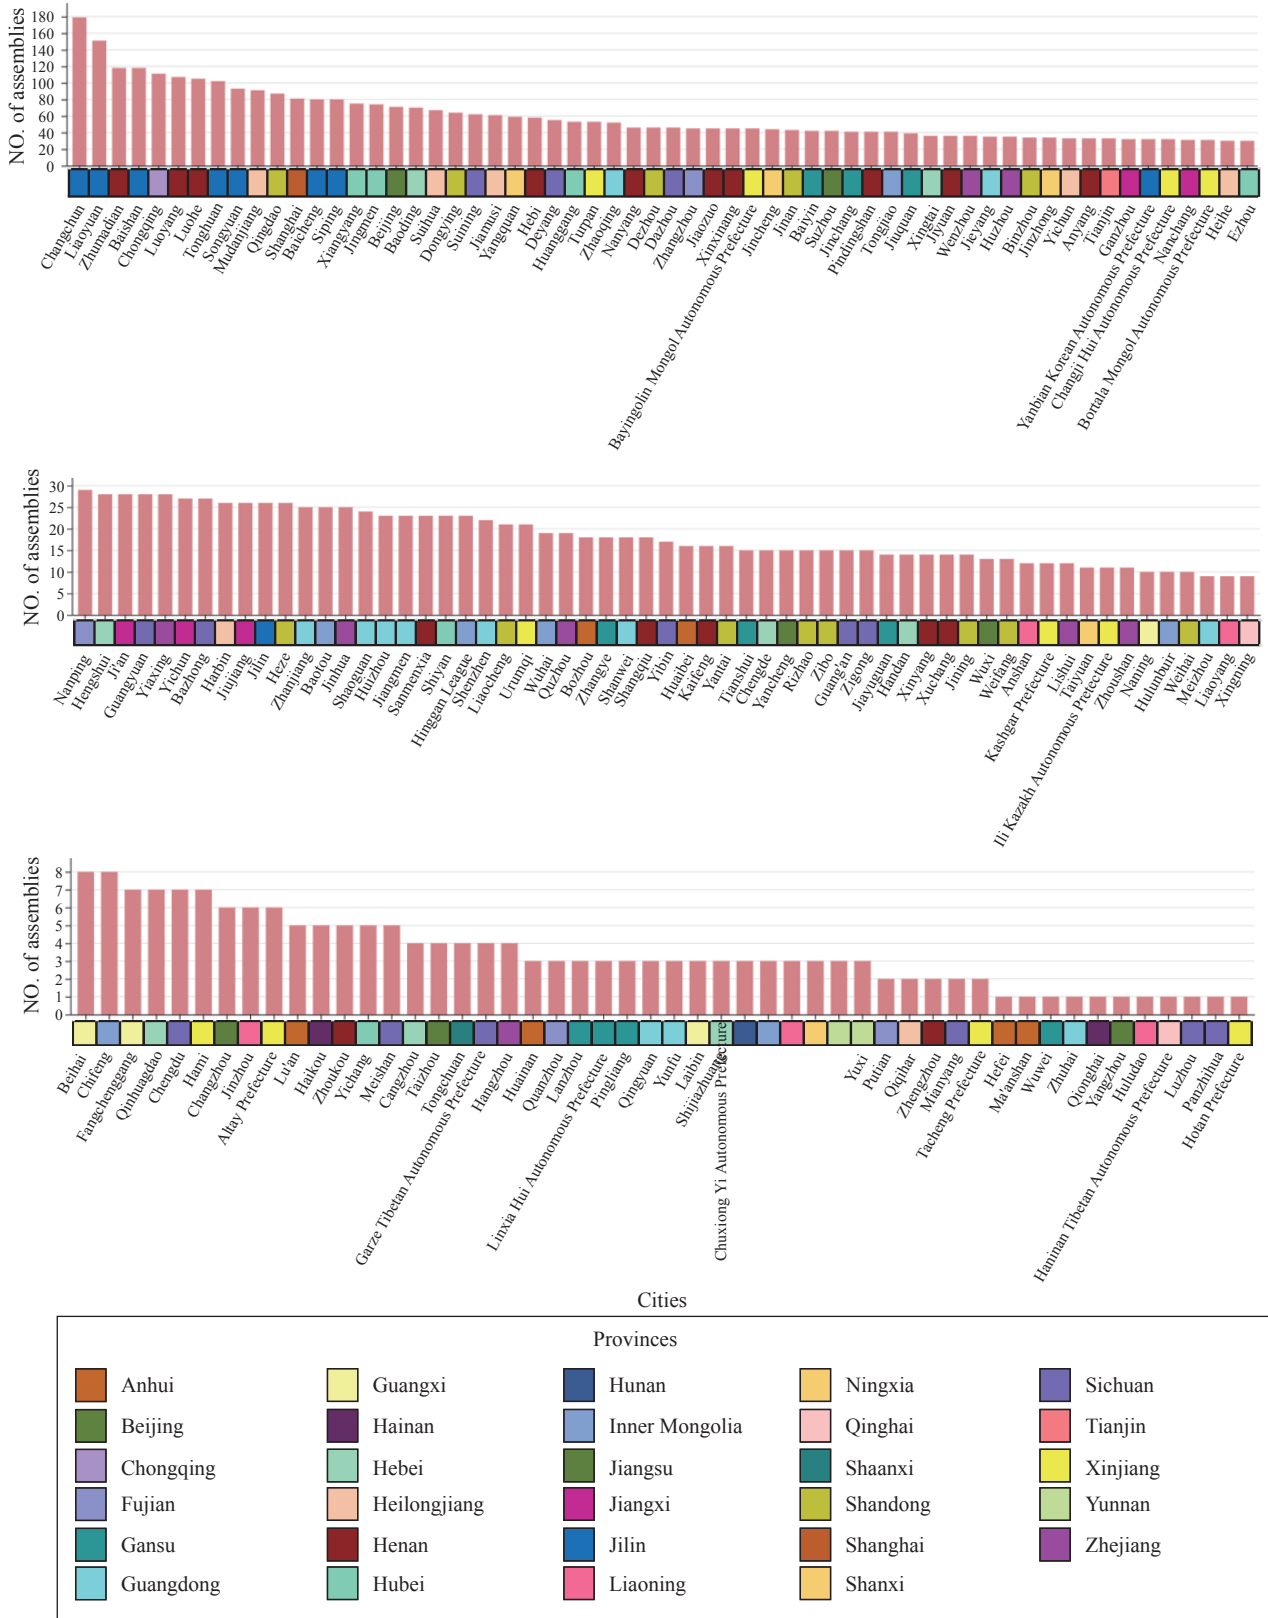 NO. of assemblies
180
160
140
120
100
80
60
40
20
0
Changchun
Liaoyuan
Zhumadian
Baishan
Chongqing
Luoyang
Luohe
Tonghuan
Songyuan
Mudanjiang
Qingdao
Shanghai
Baicheng
Siping
Xiangyang
Jingmen
Beijing
Baoding
Suihua
Dongying
Suining
Jiamusi
Yangquan
Hebi
Deyang
Huanggang
Turpan
Zhaoqing
Nanyang
Dezhou
Dazhou
Zhangzhou
Jiaozuo
Xinxinang
Bayingolin Mongol Autonomous Prefecture
Jincheng
Jinan
Baiyin
Suzhou
Jinchang
Pindingshan
Tongjiao
Jiuquan
Xingtai
Jiyuan
Wenzhou
Jieyang
Huzhou
Binzhou
Jinzhong
Yichun
Anyang
Tianjin
Ganzhou
Yanbian Korean Autonomous Prefecture
Changji Hui Autonomous Prefecture
Nanchang
Bortala Mongol Autonomous Prefecture
Heihe
Ezhou
NO. of assemblies
30
25
20
15
10
5
0
Nanping
Hengshui
Ji'an
Guangyuan
Yiaxing
Yichun
Bazhong
Harbin
Jiujiang
Jilin
Heze
Zhanjiang
Baotou
Jinhua
Shaoguan
Huizhou
Jiangmen
Sanmenxia
Shiyan
Hinggan League
Shenzhen
Liaocheng
Urumqi
Wuhai
Quzhou
Bozhou
Zhangye
Shanwei
Shangqiu
Yibin
Huaibei
Kaifeng
Yantai
Tianshui
Chengde
Yancheng
Rizhao
Zibo
Guang'an
Zigong
Jiayuguan
Handan
Xinyang
Xuchang
Jining
Wuxi
Weifang
Anshan
Kashgar Prefecture
Lishui
Taiyuan
Ili Kazakh Autonomous Pretecture
Zhoushan
Nanning
Hulunbuir
Weihai
Meizhou
Liaoyang
Xingning
NO. of assemblies
8
7
6
5
4
3
2
1
0
Beihai
Chifeng
Fangchenggang
Qinhuagdao
Chengdu
Hami
Changzhou
Jinzhou
Altay Prefecture
Lu'an
Haikou
Zhoukou
Yichang
Meishan
Cangzhou
Taizhou
Tongchuan
Garze Tibetan Autonomous Prefecture
Hangzhou
Huainan
Quanzhou
Lanzhou
Linxia Hui Autonomous Prefecture
Pingliang
Qingyuan
Yunfu
Laibin
Shijiazhuang
Chuxiong Yi Autonomous Prefecture
Yuxi
Putian
Qiqihar
Zhengzhou
Mianyang
Tacheng Prefecture
Hefei
Ma'anshan
Wuwei
Zhuhai
Qionghai
Yangzhou
Huludao
Haninan Tibetan Autonomous Prefecture
Luzhou
Panzhihua
Hotan Prefecture
Cities
Provinces
Anhui
Guangxi
Hunan
Ningxia
Sichuan
Beijing
Hainan
Inner Mongolia
Qinghai
Tianjin
Chongqing
Hebei
Jiangsu
Shaanxi
Xinjiang
Fujian
Heilongjiang
Jiangxi
Shandong
Yunnan
Gansu
Henan
Jilin
Shanghai
Zhejiang
Guangdong
Hubei
Liaoning
Shanxi